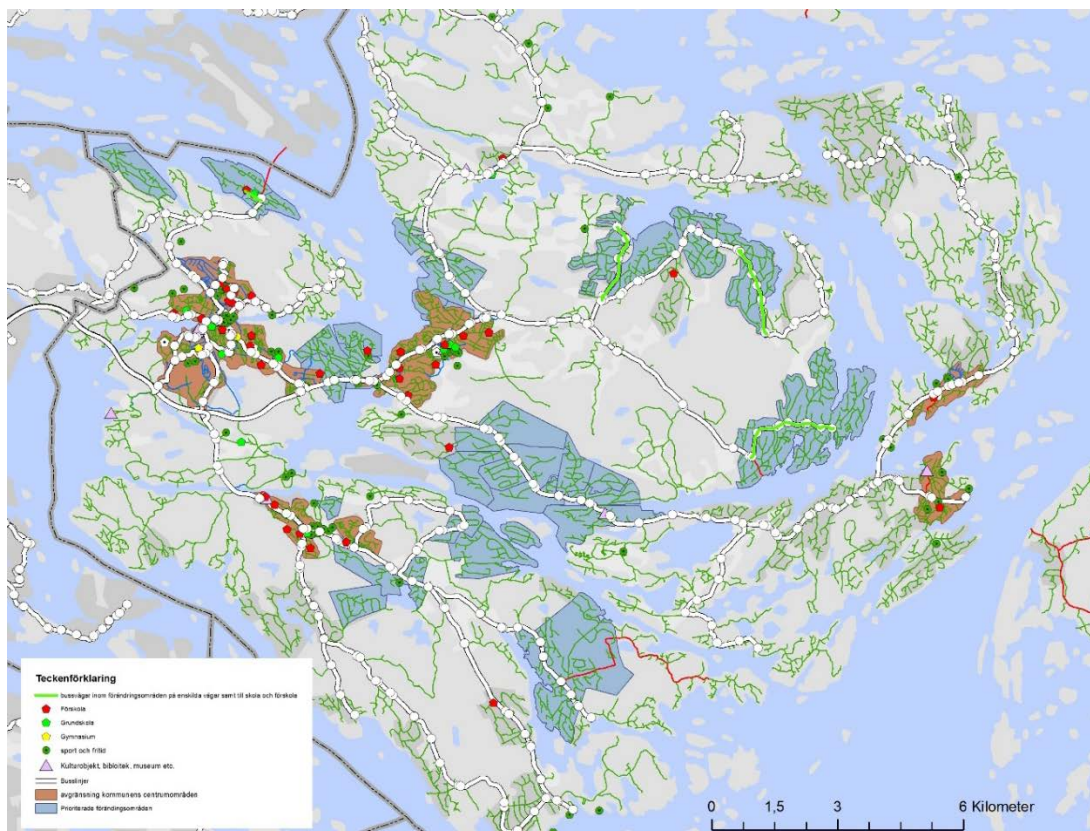 Teckenförklaring
bussvägar inom förändringsområden på enskilda vägar samt till skola och förskola
Förskola
Grundskola
Gymnasium
sport och fritid
Kulturobjekt, bibliotek, museum etc.
Busslinjer
avgränsning kommunens centrumområden
Prioriterade förändringsområden
0 1,5 3 6 Kilometer